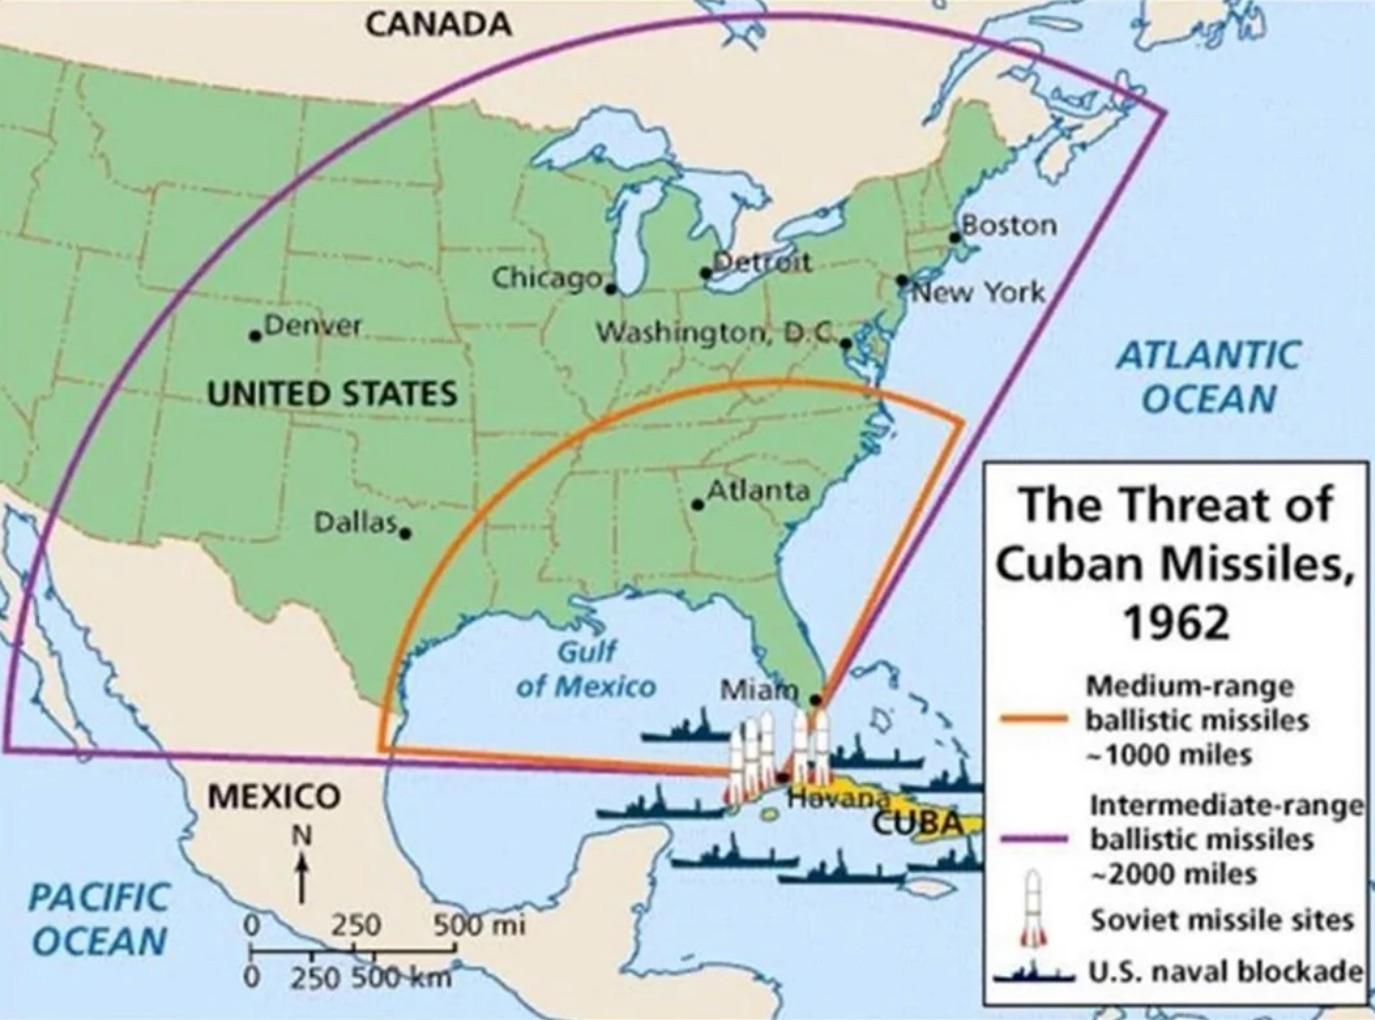 CANADA
Boston
Detroit
Chicago
New York
Washington, D.C.
Denver
UNITED STATES
ATLANTIC
OCEAN
Atlanta
Dallas
Gulf
of Mexico
Miam
MEXICO
Havana
CUBA
N
PACIFIC
OCEAN
0 250 500 mi
0 250 500 km
The Threat of
Cuban Missiles,
1962
Medium-range
ballistic missiles
~1000 miles
Intermediate-range
ballistic missiles
~2000 miles
Soviet missile sites
U.S. naval blockade